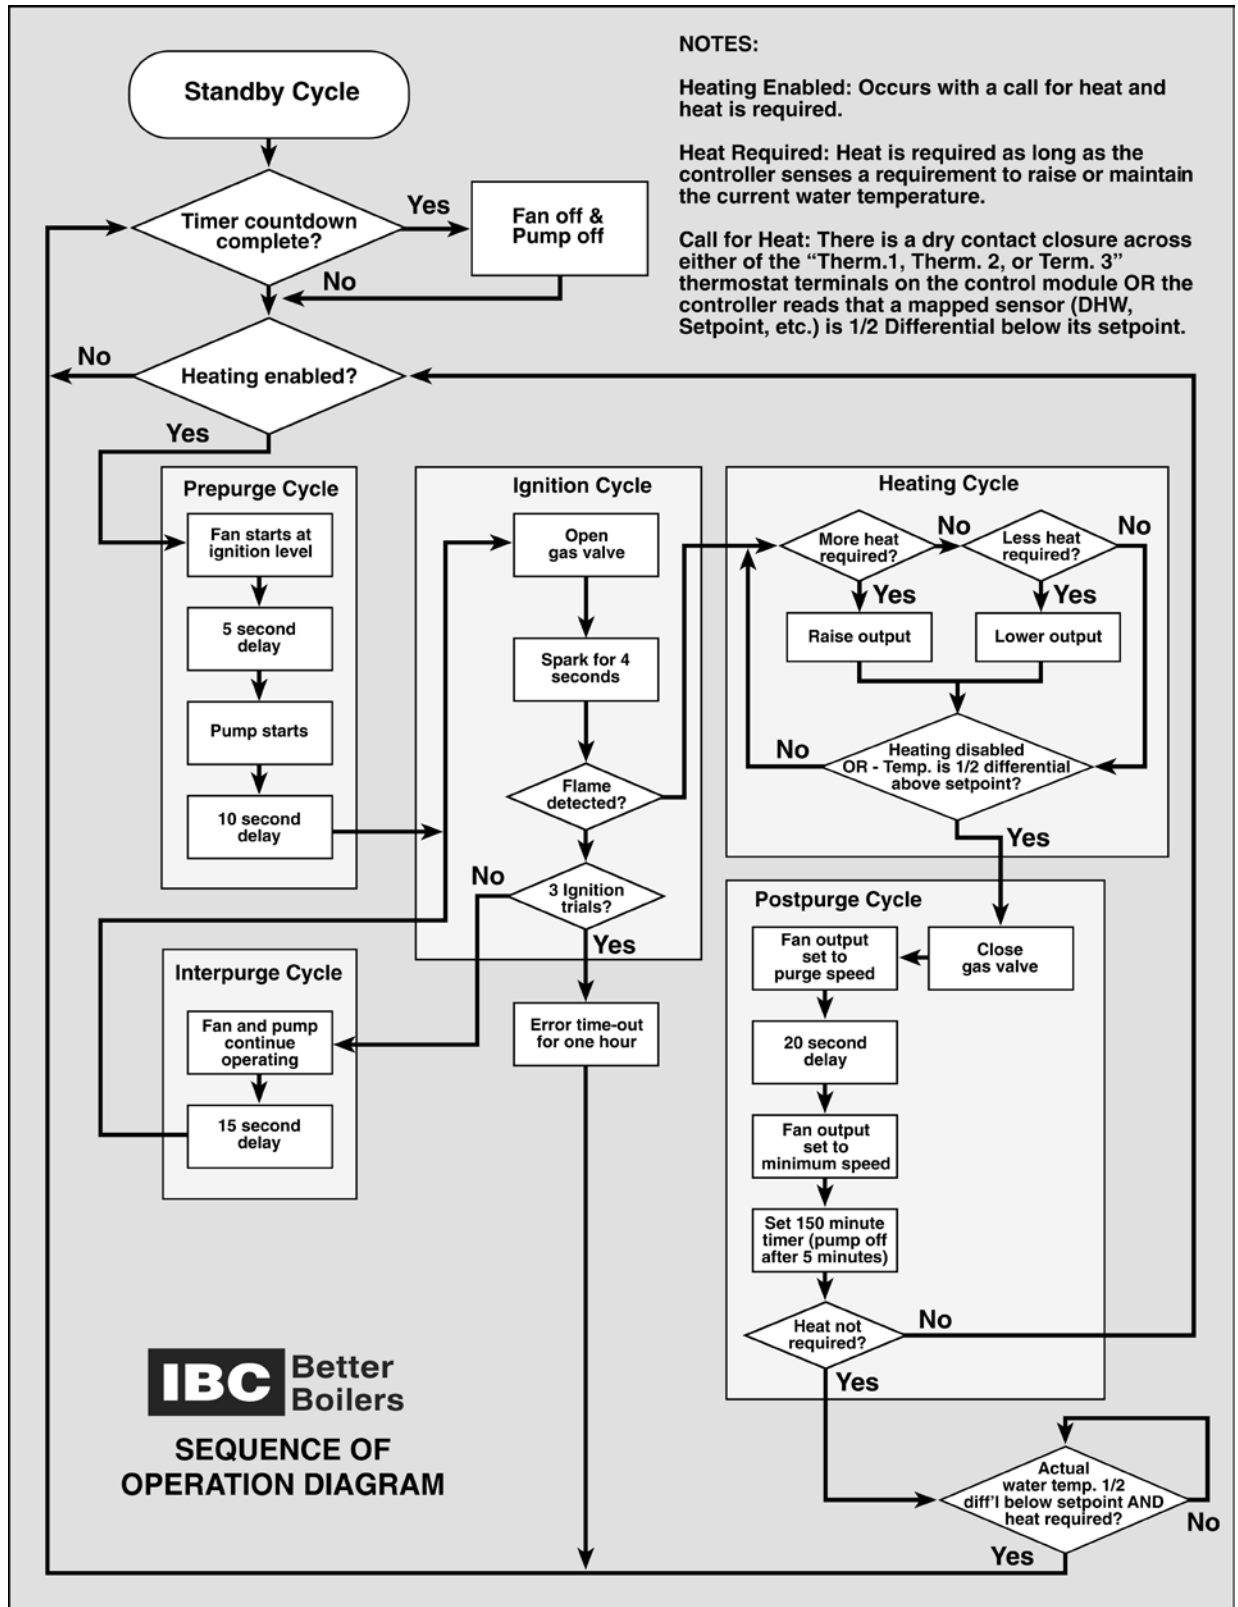 NOTES:
Heating Enabled: Occurs with a call for heat and
heat is required.
Heat Required: Heat is required as long as the
controller senses a requirement to raise or maintain
the current water temperature.
Call for Heat: There is a dry contact closure across
either of the “Therm.1, Therm. 2, or Term. 3”
thermostat terminals on the control module OR the
controller reads that a mapped sensor (DHW,
Setpoint, etc.) is 1/2 Differential below its setpoint.
Standby Cycle
Timer countdown
complete?
Yes
Fan off &
Pump off
No
Heating enabled?
No
Yes
Prepurge Cycle
Fan starts at
ignition level
5 second
delay
Pump starts
10 second
delay
Ignition Cycle
Open
gas valve
Spark for 4
seconds
Flame
detected?
3 Ignition
trials?
No
Yes
Error time-out
for one hour
Interpurge Cycle
Fan and pump
continue
operating
15 second
delay
Heating Cycle
More heat
required?
No
Less heat
required?
No
Yes
Yes
Raise output
Lower output
Heating disabled
OR - Temp. is 1/2 differential
above setpoint?
No
Yes
Postpurge Cycle
Close
gas valve
Fan output
set to
purge speed
20 second
delay
Fan output
set to
minimum speed
Set 150 minute
timer (pump off
after 5 minutes)
Heat not
required?
No
Yes
Actual
water temp. 1/2
diff'l below setpoint AND
heat required?
No
Yes
IBC Better
Boilers
SEQUENCE OF
OPERATION DIAGRAM